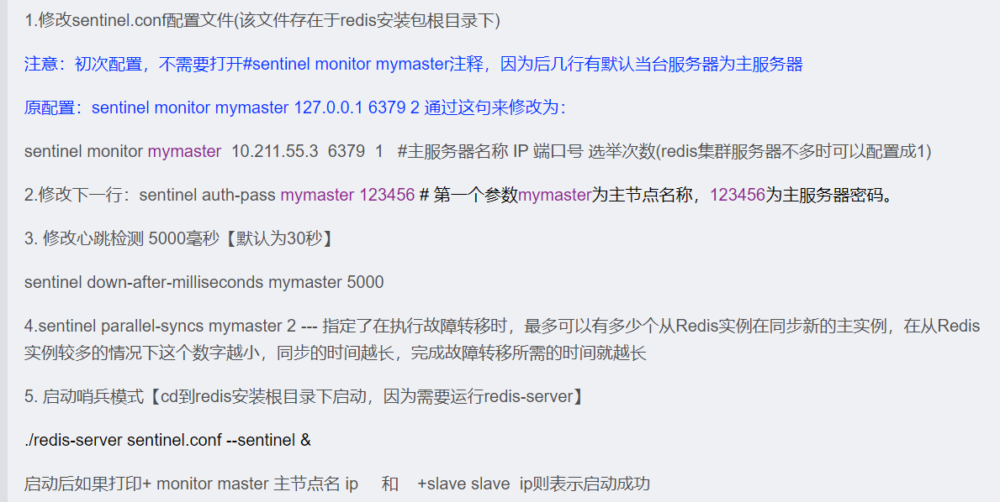 1.修改sentinel.conf配置文件(该文件存在于redis安装包根目录下)
注意：初次配置，不需要打开#sentinel monitor mymaster注释，因为后几行有默认当台服务器为主服务器
原配置：sentinel monitor mymaster 127.0.0.1 6379 2 通过这句来修改为：
sentinel monitor mymaster  10.211.55.3  6379  1   #主服务器名称 IP 端口号 选举次数(redis集群服务器不多时可以配置成1)
2.修改下一行：sentinel auth-pass mymaster 123456 # 第一个参数mymaster为主节点名称，123456为主服务器密码。
3. 修改心跳检测 5000毫秒【默认为30秒】
sentinel down-after-milliseconds mymaster 5000
4.sentinel parallel-syncs mymaster 2 --- 指定了在执行故障转移时，最多可以有多少个从Redis实例在同步新的主实例，在从Redis
实例较多的情况下这个数字越小，同步的时间越长，完成故障转移所需的时间就越长
5. 启动哨兵模式【cd到redis安装根目录下启动，因为需要运行redis-server】
./redis-server sentinel.conf --sentinel &
启动后如果打印+ monitor master 主节点名 ip     和    +slave slave  ip则表示启动成功